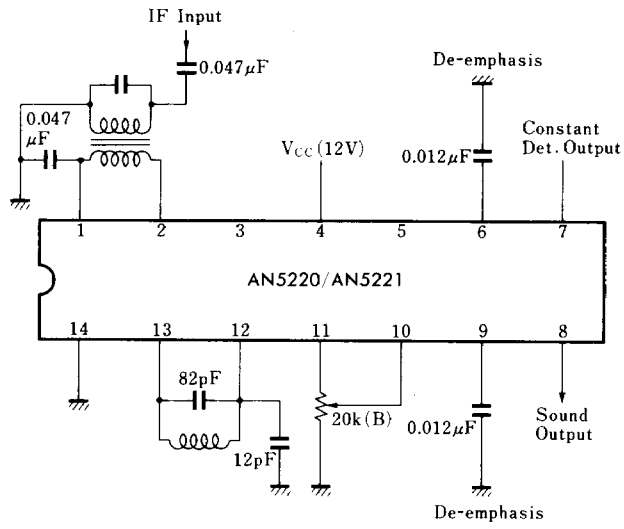 IF Input
0.047μF
De-emphasis
0.047
μF
Constant
Det. Output
VCC (12V)
0.012μF
1 2 3 4 5 6 7
AN5220/AN5221
14 13 12 11 10 9 8
82pF
20k (B)
0.012μF
Sound
Output
12pF
De-emphasis